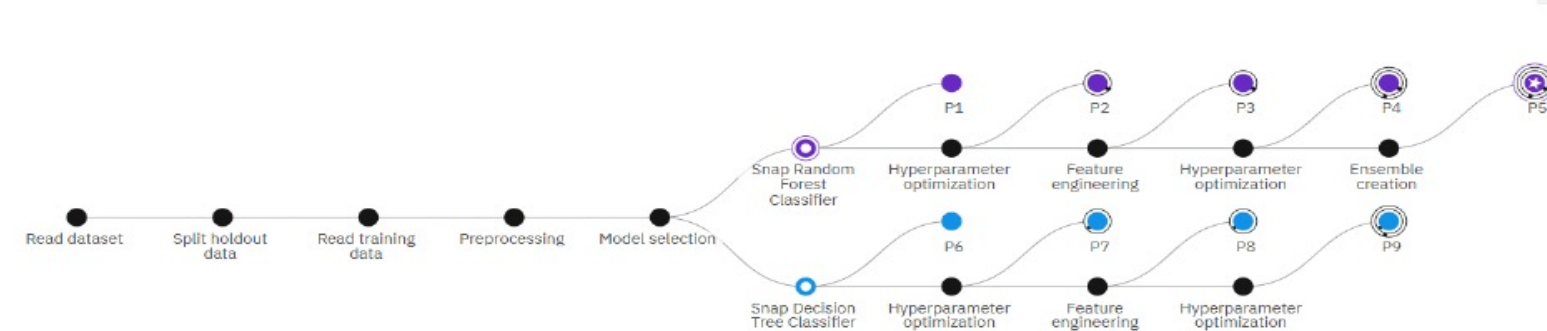 P1
P2
P3
P4
P5
Snap Random
Forest
Classifier
Hyperparameter
optimization
Feature
engineering
Hyperparameter
optimization
Ensemble
creation
Read dataset
Split holdout
data
Read training
data
Preprocessing
Model selection
P6
P7
P8
P9
Snap Decision
Tree Classifier
Hyperparameter
optimization
Feature
engineering
Hyperparameter
optimization